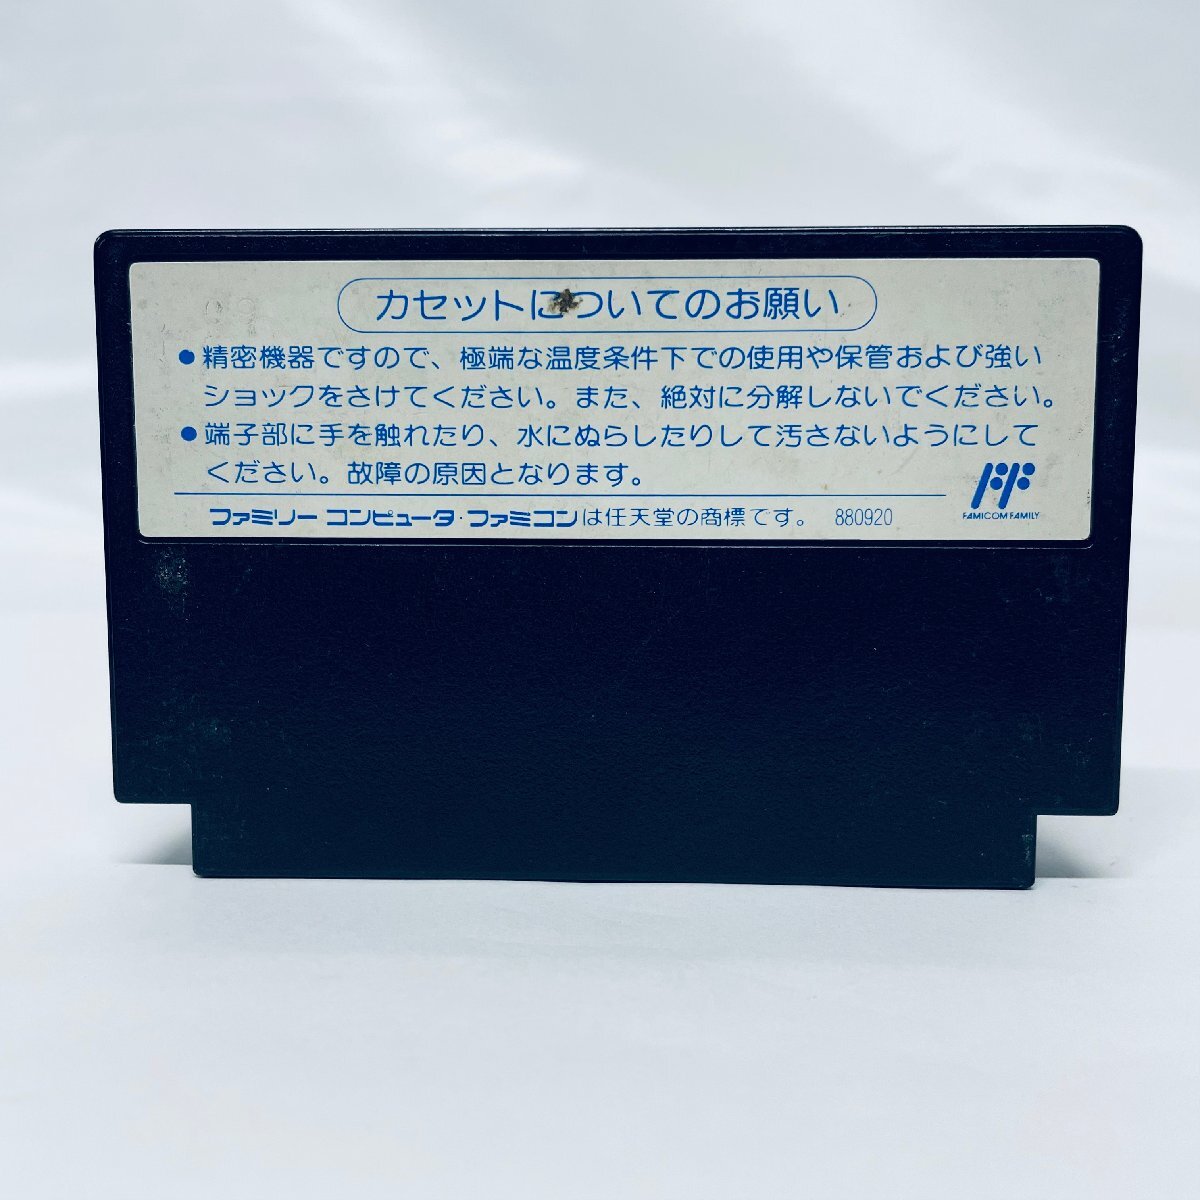 カセットについてのお願い
●精密機器ですので、極端な温度条件下での使用や保管および強い
ショックをさけてください。また、絶対に分解しないでください。
●端子部に手を触れたり、水にぬらしたりして汚さないようにして
ください。故障の原因となります。
FAMICOM FAMILY
ファミリー コンピュータ・ファミコンは任天堂の商標です。 880920